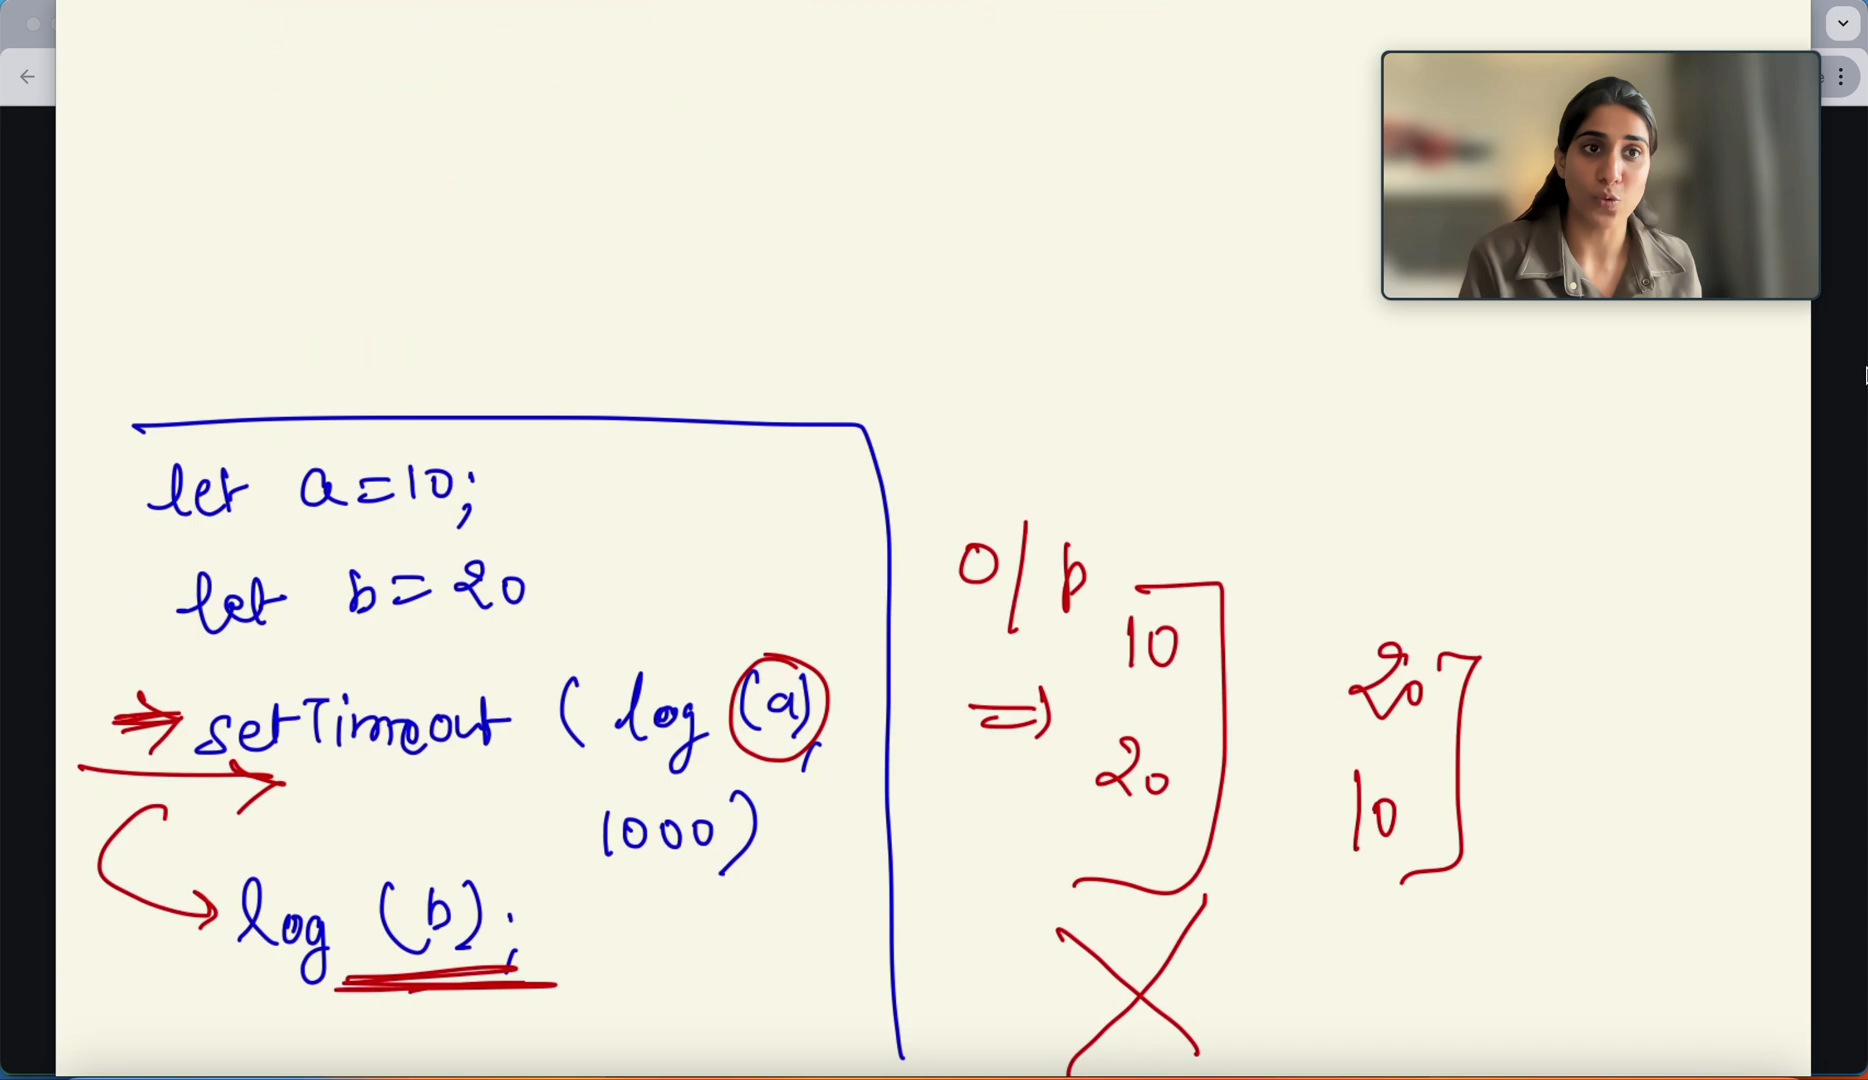 let a=10;
let b=20
⇒ setTimeout (log (a),
1000)
log (b);
O/p
⇒
10
20
20
10